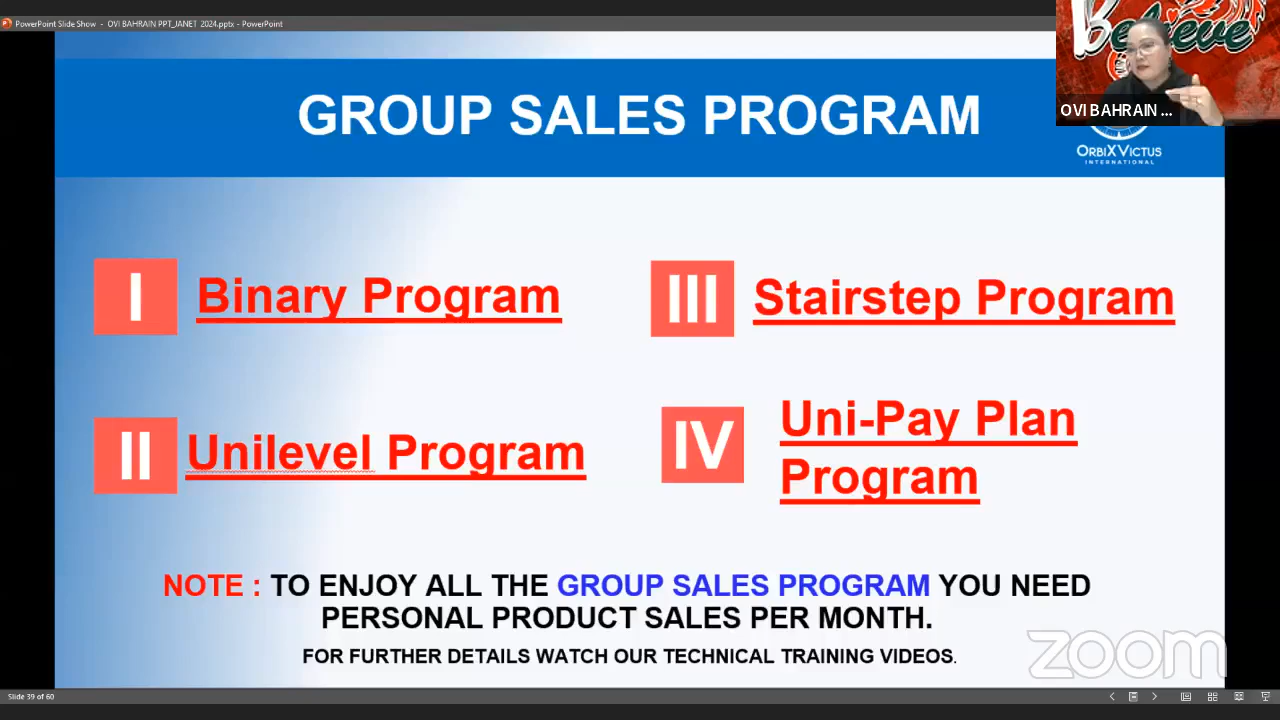 PowerPoint Slide Show - OVI BAHRAIN PPT_JANET 2024.pptx - PowerPoint
Believe
OVI BAHRAIN ...
GROUP SALES PROGRAM
ORBIXVICTUS
INTERNATIONAL
I Binary Program
III Stairstep Program
II Unilevel Program
IV Uni-Pay Plan
Program
NOTE : TO ENJOY ALL THE GROUP SALES PROGRAM YOU NEED
PERSONAL PRODUCT SALES PER MONTH.
FOR FURTHER DETAILS WATCH OUR TECHNICAL TRAINING VIDEOS.
zoom
Slide 39 of 60